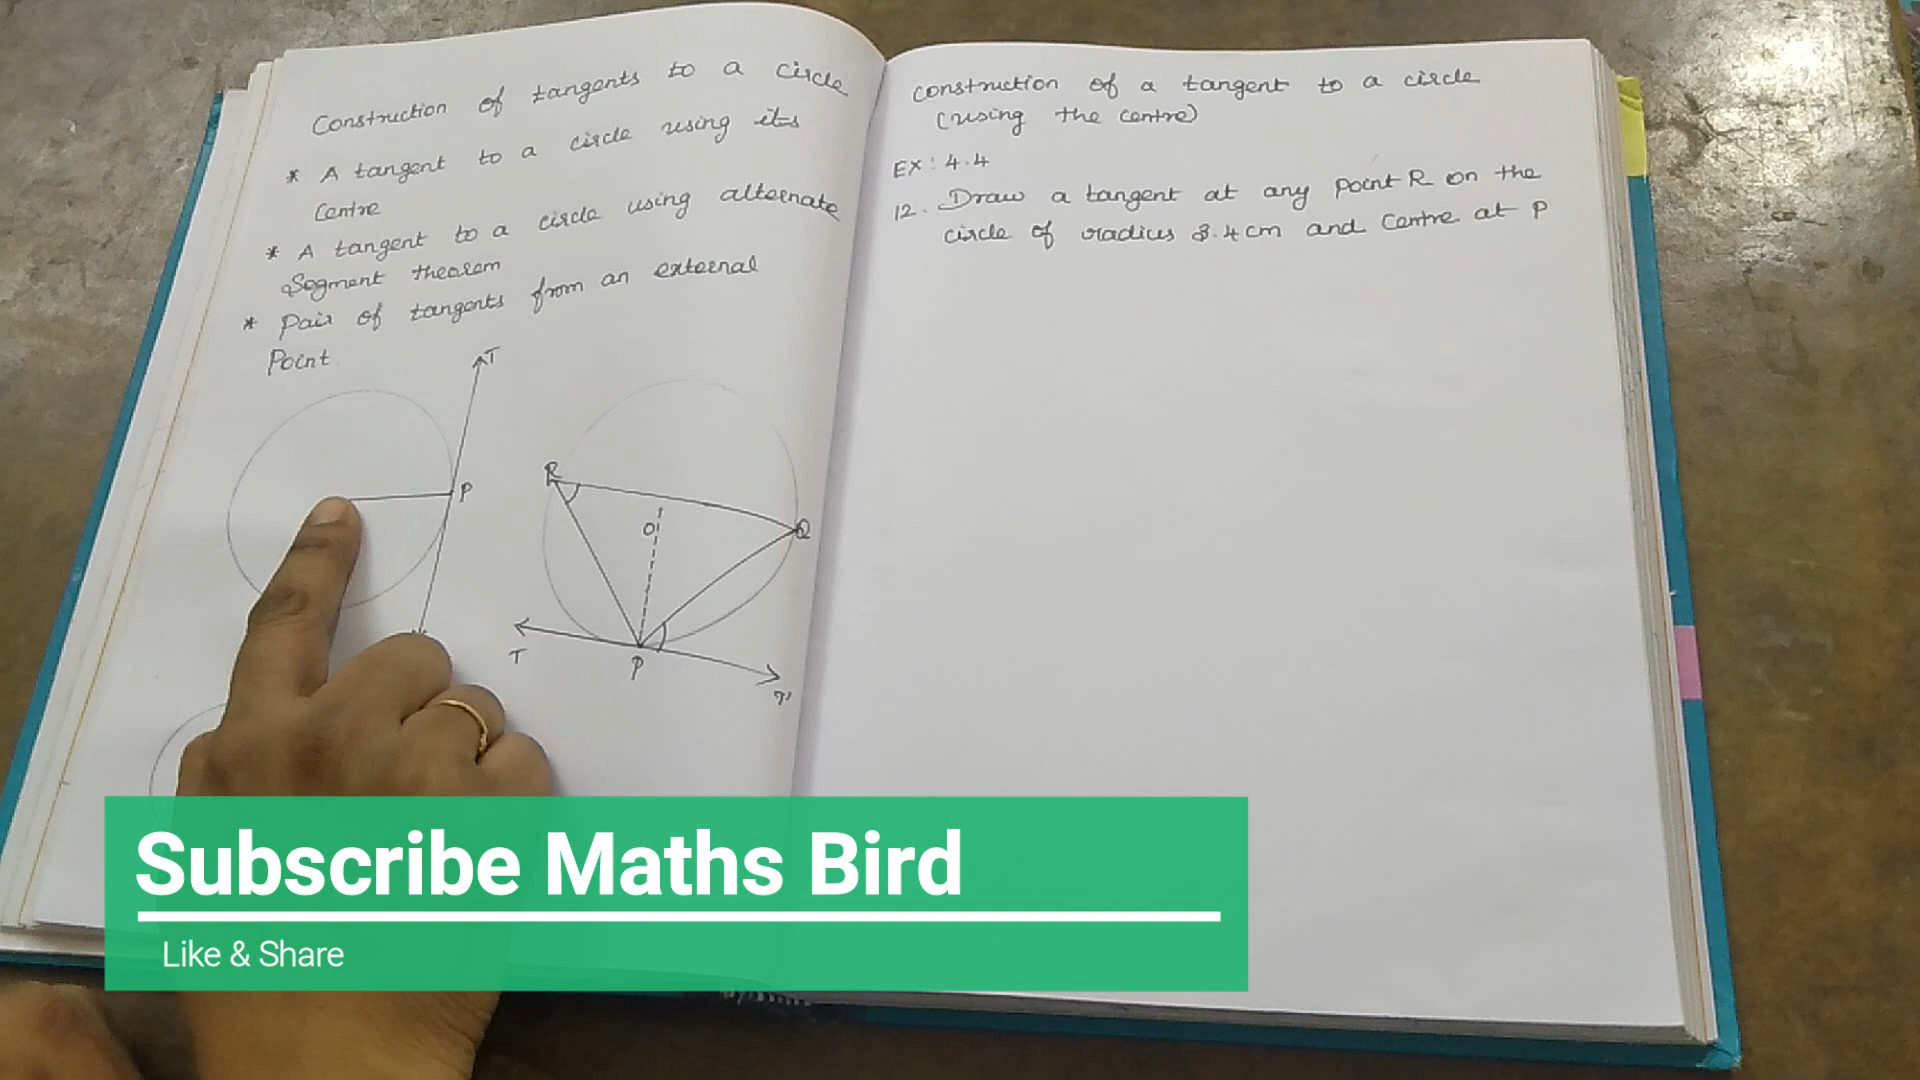 Construction of tangents to a circle
* A tangent to a circle using its
Centre
* A tangent to a circle using alternate
Segment theorem
* Pair of tangents from an external
Point.
T
P
R
O
Q
T
P
T'
construction of a tangent to a circle
(using the centre)
EX: 4.4
12. Draw a tangent at any point R on the
circle of radius 3.4 cm and Centre at P
Subscribe Maths Bird
Like & Share